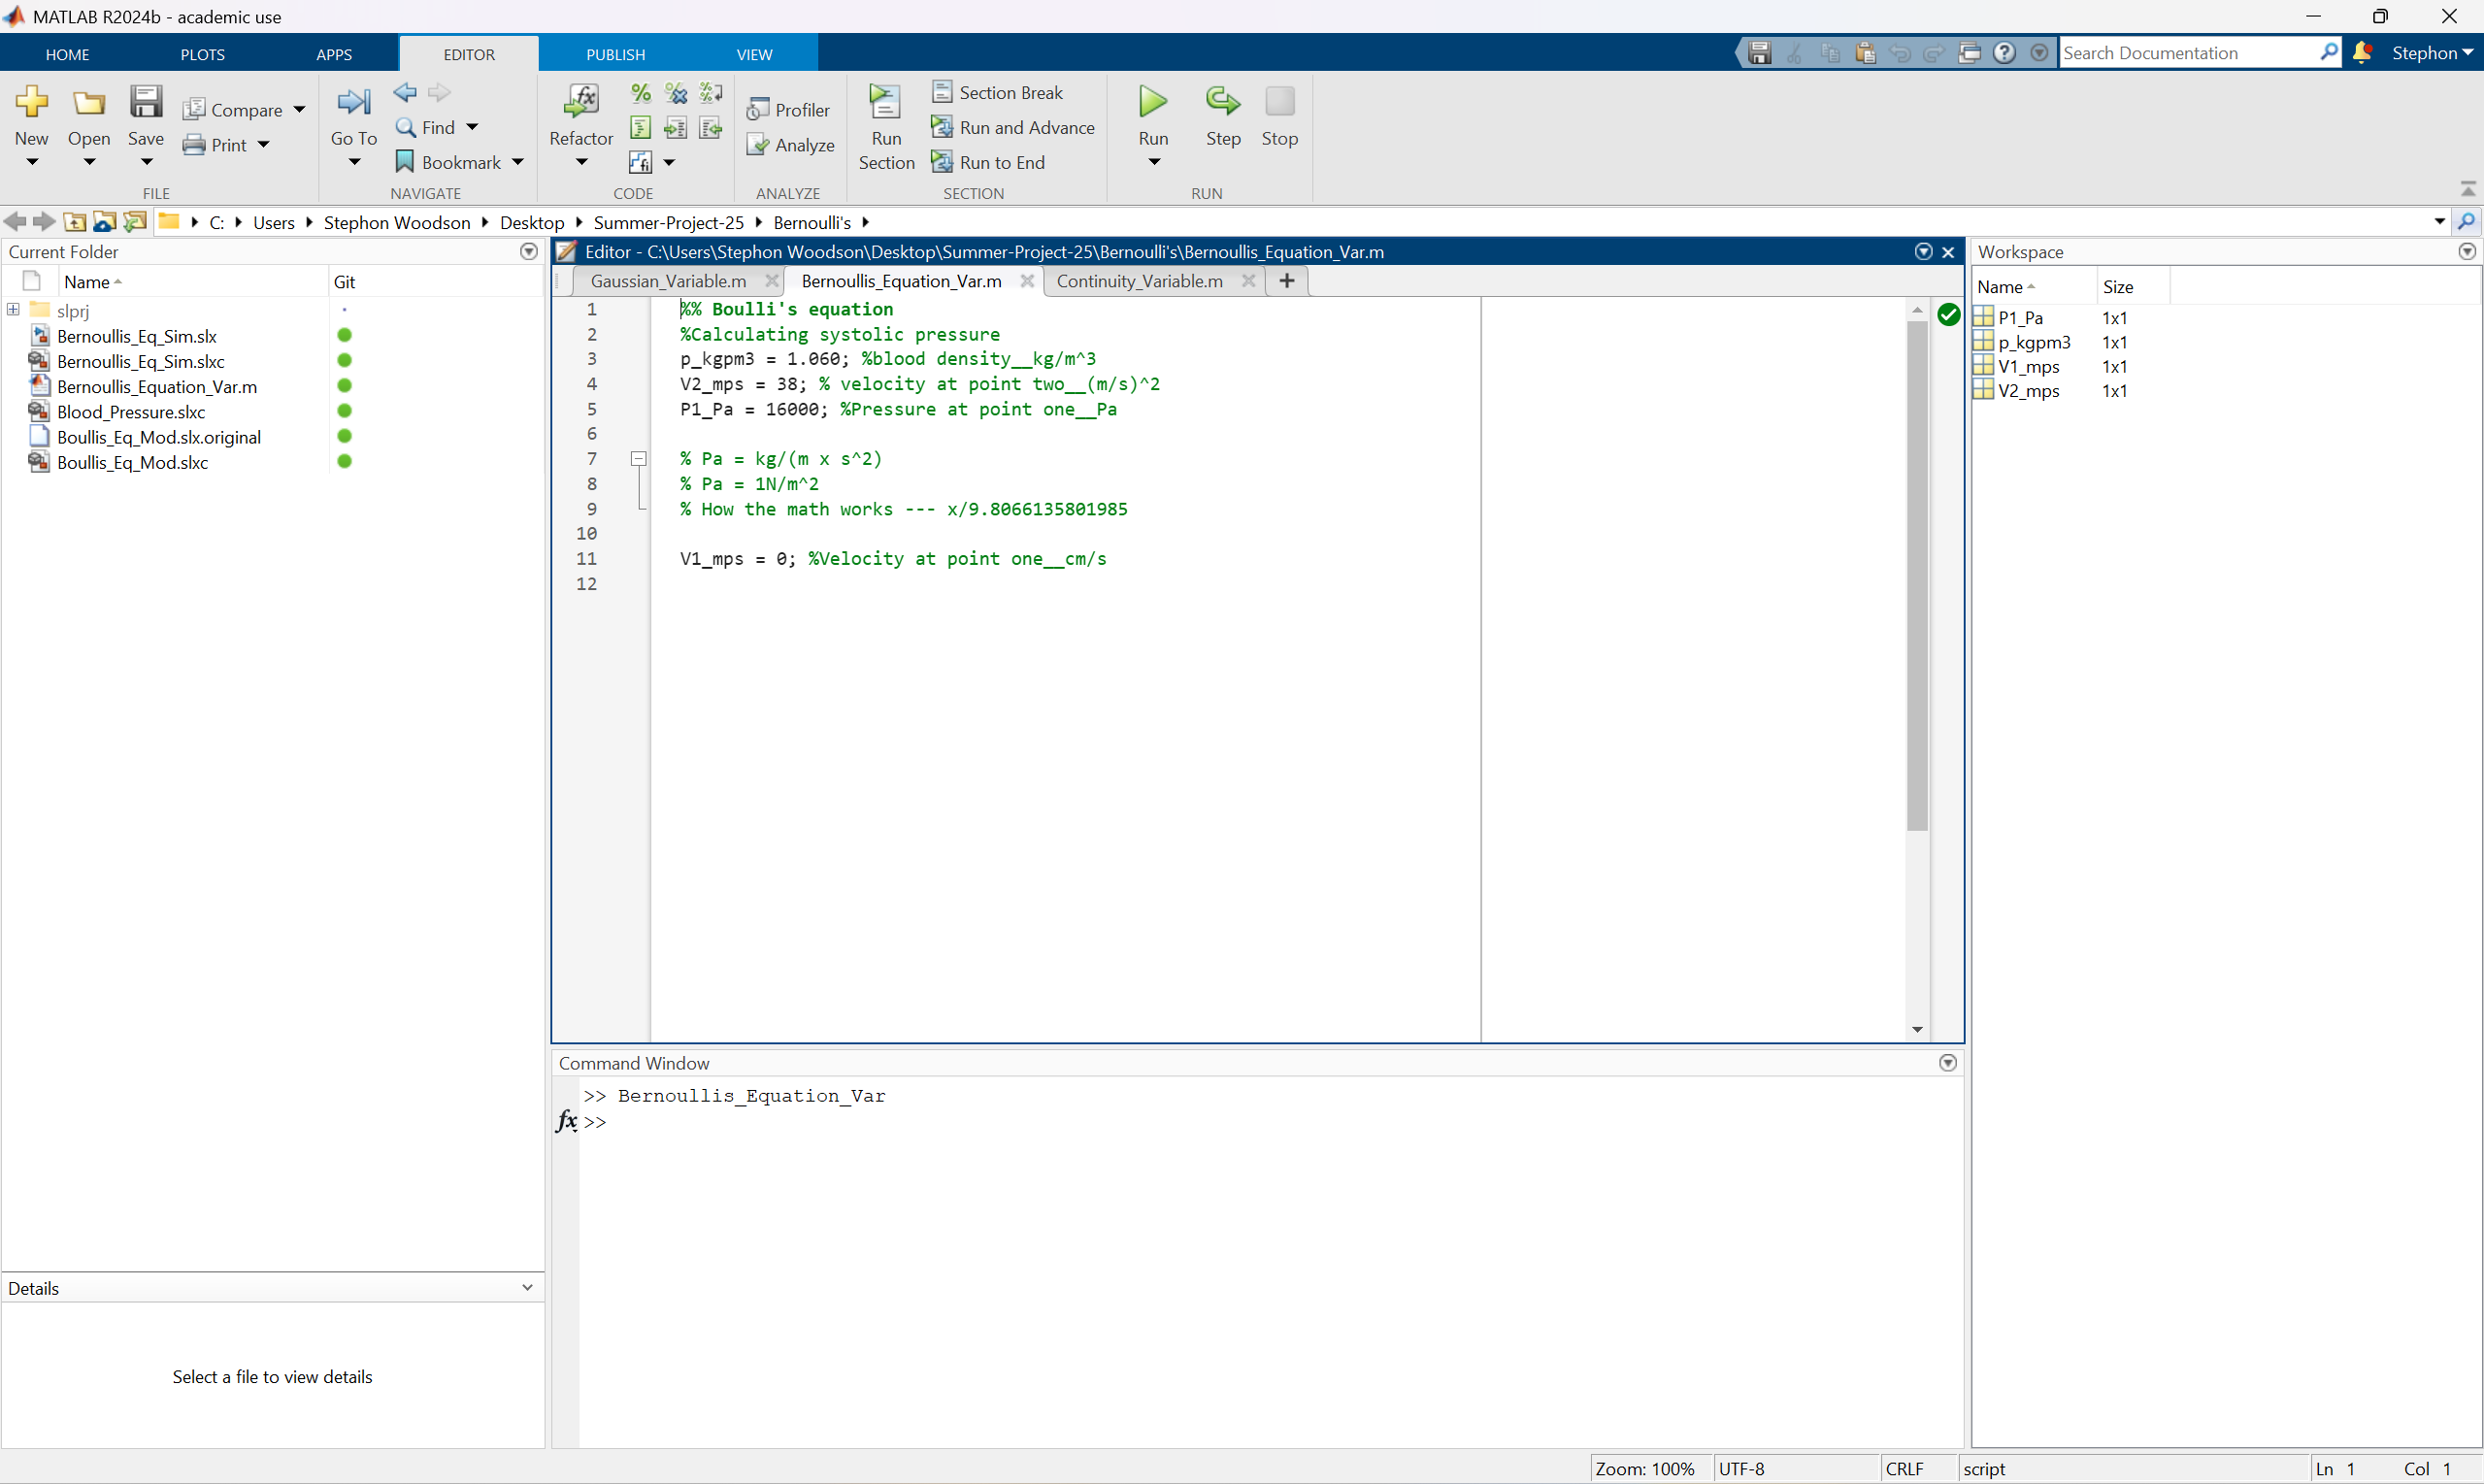 MATLAB R2024b - academic use
HOME PLOTS APPS EDITOR PUBLISH VIEW Search Documentation Stephon
New Open Save Compare Print
FILE
Go To Find Bookmark
NAVIGATE
Refactor
CODE
Profiler
Analyze
ANALYZE
Run Section
Section Break
Run and Advance
Run to End
SECTION
Run Step Stop
RUN
C: Users Stephon Woodson Desktop Summer-Project-25 Bernoulli's
Current Folder
Name Git
slprj
Bernoullis_Eq_Sim.slx
Bernoullis_Eq_Sim.slxc
Bernoullis_Equation_Var.m
Blood_Pressure.slxc
Boullis_Eq_Mod.slx.original
Boullis_Eq_Mod.slxc
Details
Select a file to view details
Editor - C:\Users\Stephon Woodson\Desktop\Summer-Project-25\Bernoulli's\Bernoullis_Equation_Var.m
Gaussian_Variable.m Bernoullis_Equation_Var.m Continuity_Variable.m +
1 %% Boulli's equation
2 %Calculating systolic pressure
3 p_kgpm3 = 1.060; %blood density__kg/m^3
4 V2_mps = 38; % velocity at point two__(m/s)^2
5 P1_Pa = 16000; %Pressure at point one__Pa
6
7 % Pa = kg/(m x s^2)
8 % Pa = 1N/m^2
9 % How the math works --- x/9.8066135801985
10
11 V1_mps = 0; %Velocity at point one__cm/s
12
Command Window
>> Bernoullis_Equation_Var
fx >>
Workspace
Name Size
P1_Pa 1x1
p_kgpm3 1x1
V1_mps 1x1
V2_mps 1x1
Zoom: 100% UTF-8 CRLF script Ln 1 Col 1